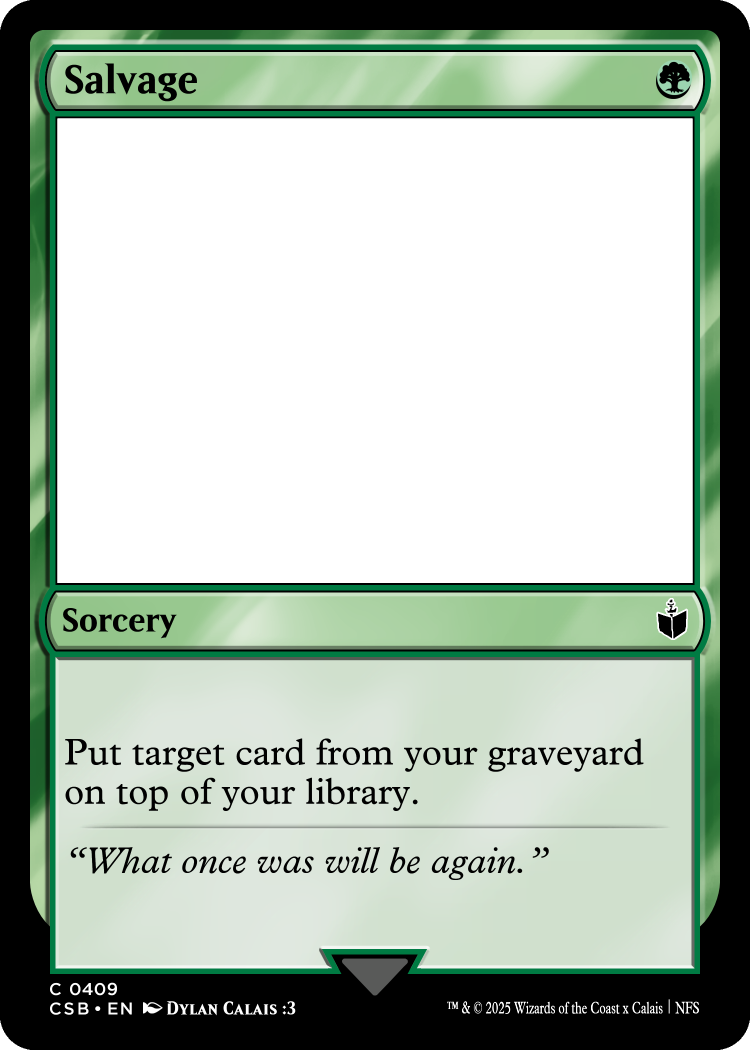 Salvage
Sorcery
Put target card from your graveyard
on top of your library.
“What once was will be again.”
C 0409
CSB • EN Dylan Calais :3
™ & © 2025 Wizards of the Coast x Calais | NFS